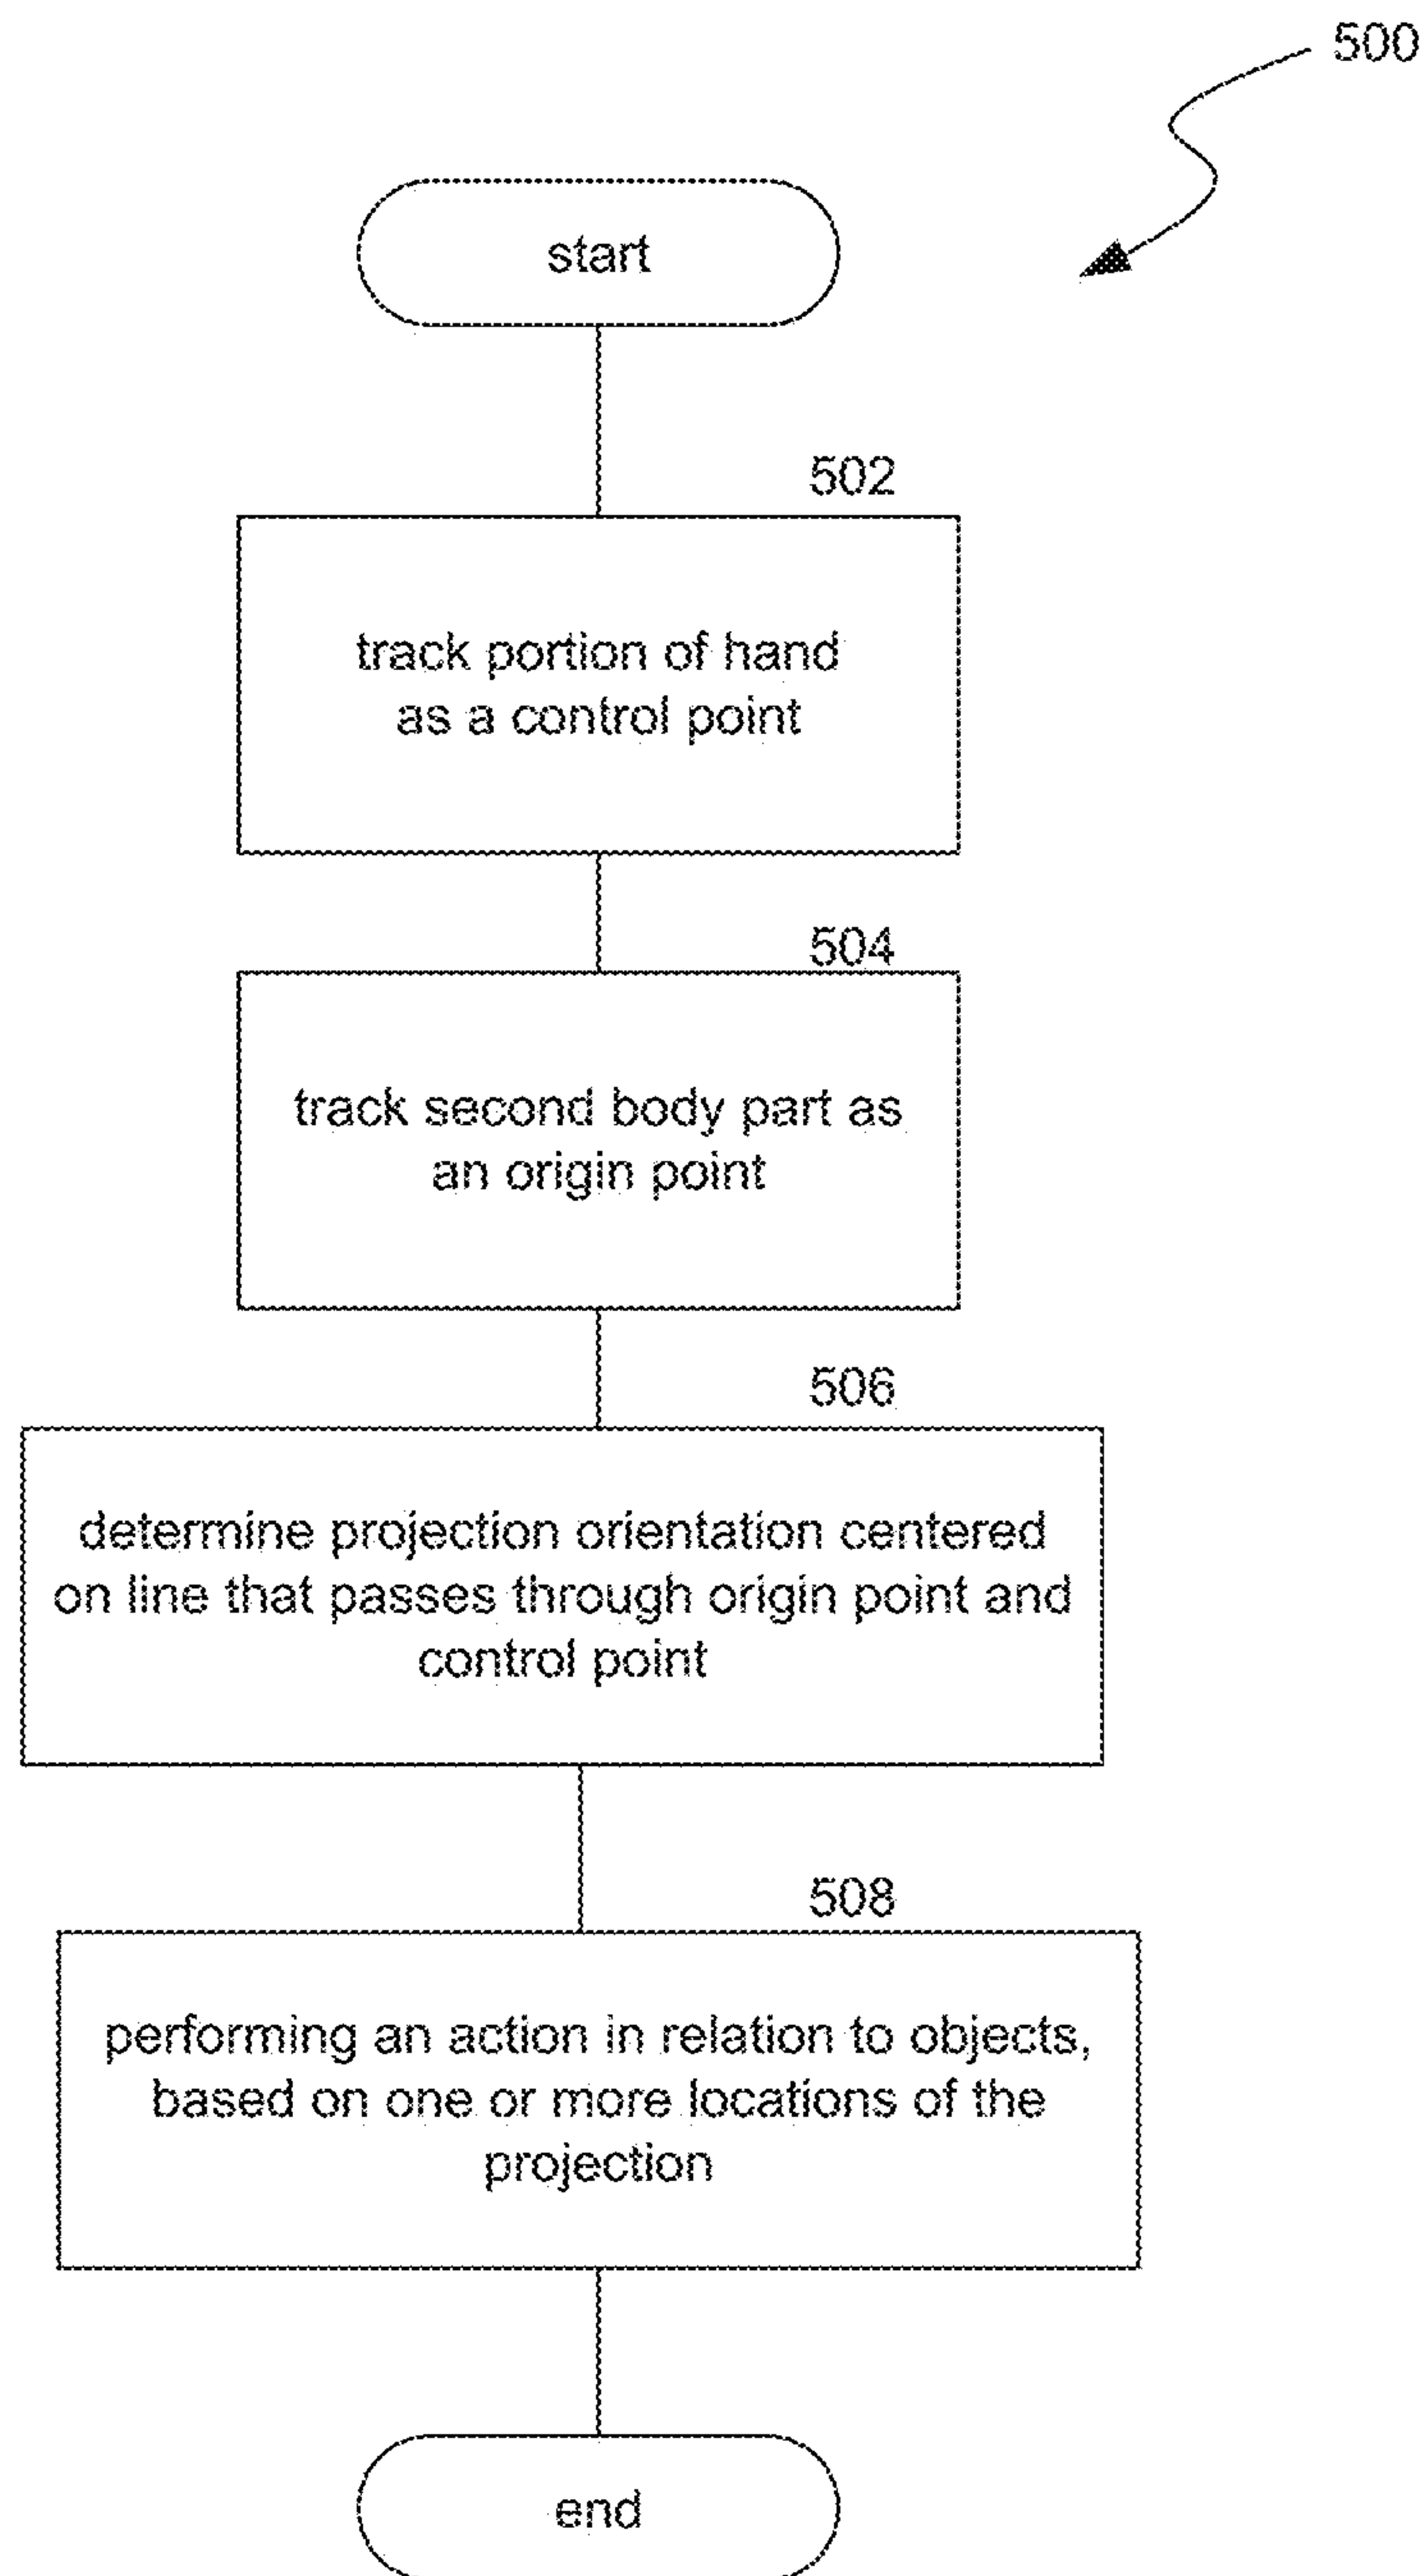 500
start
502
track portion of hand
as a control point
504
track second body part as
an origin point
506
determine projection orientation centered
on line that passes through origin point and
control point
508
performing an action in relation to objects,
based on one or more locations of the
projection
end